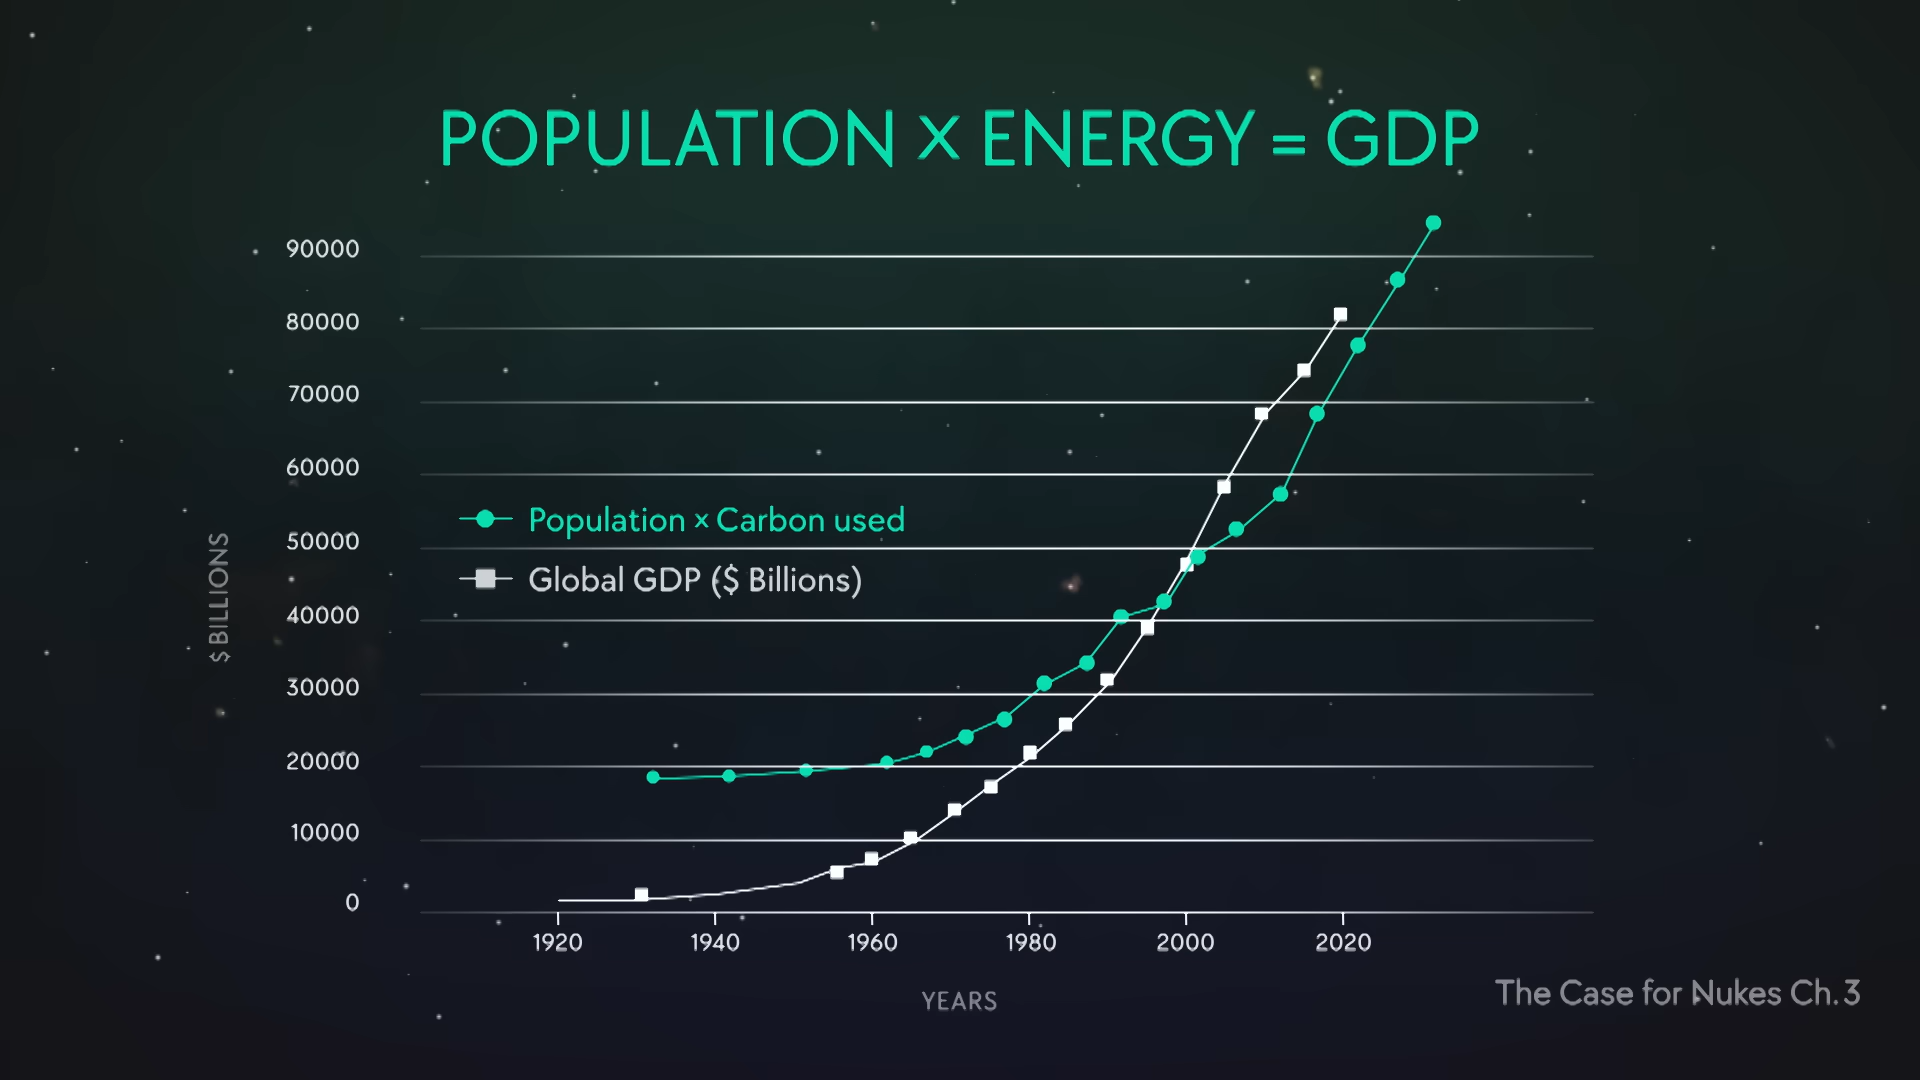 POPULATION X ENERGY = GDP
90000
80000
70000
60000
50000
40000
30000
20000
10000
0
$ BILLIONS
Population x Carbon used
Global GDP ($ Billions)
1920 1940 1960 1980 2000 2020
YEARS
The Case for Nukes Ch.3